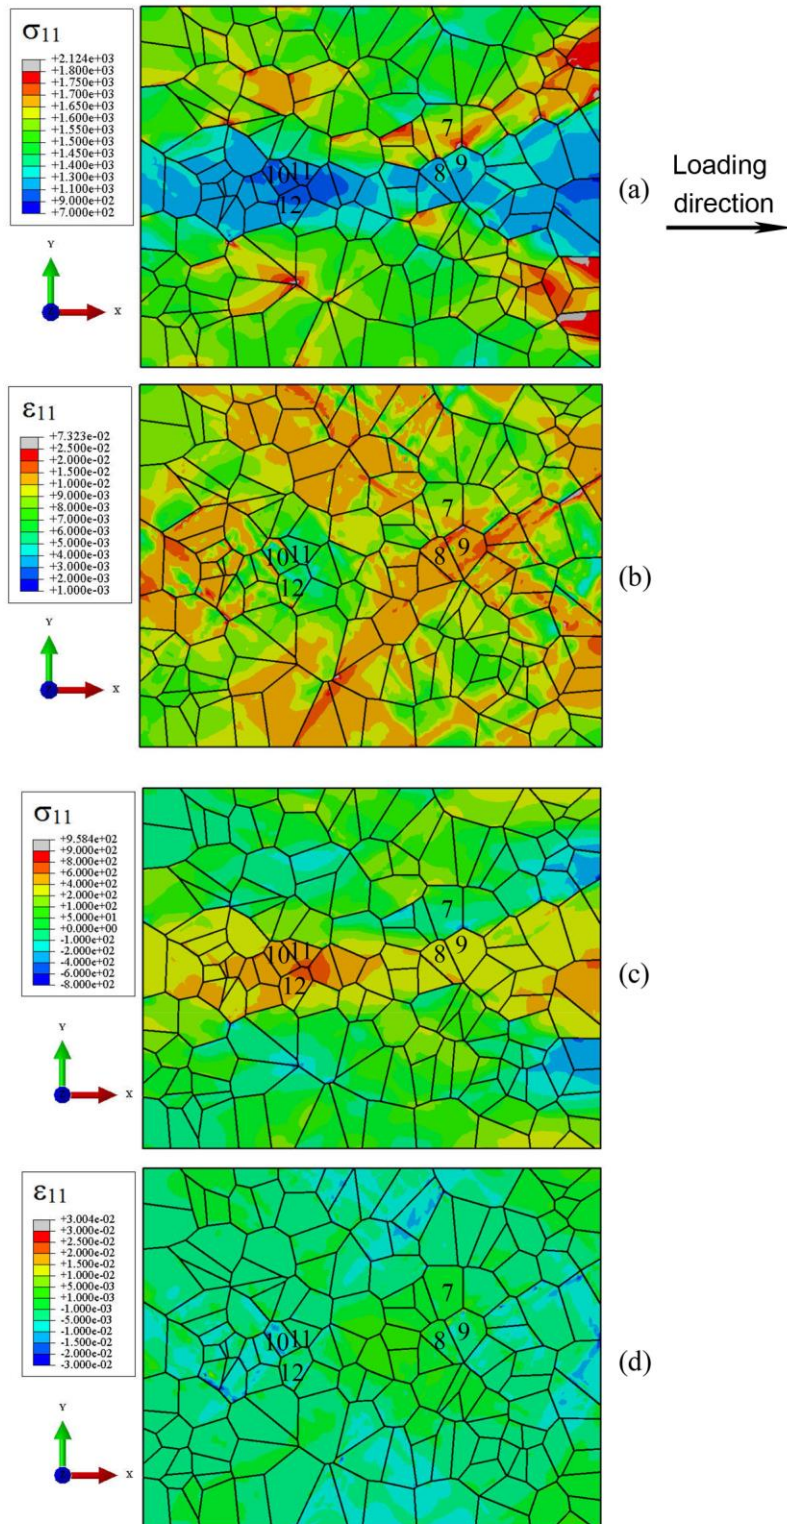 σ11
+2.124e+03
+1.800e+03
+1.750e+03
+1.700e+03
+1.650e+03
+1.600e+03
+1.550e+03
+1.500e+03
+1.450e+03
+1.400e+03
+1.300e+03
+1.100e+03
+9.000e+02
+7.000e+02
Y
X
7
8
9
10
11
12
(a)
Loading
direction
ε11
+7.323e-02
+2.500e-02
+2.000e-02
+1.500e-02
+1.000e-02
+9.000e-03
+8.000e-03
+7.000e-03
+6.000e-03
+5.000e-03
+4.000e-03
+3.000e-03
+2.000e-03
+1.000e-03
Y
X
7
8
9
10
11
12
(b)
σ11
+9.584e+02
+9.000e+02
+8.000e+02
+6.000e+02
+4.000e+02
+2.000e+02
+1.000e+02
+5.000e+01
+0.000e+00
-1.000e+02
-2.000e+02
-4.000e+02
-6.000e+02
-8.000e+02
Y
X
7
8
9
10
11
12
(c)
ε11
+3.004e-02
+3.000e-02
+2.500e-02
+2.000e-02
+1.500e-02
+1.000e-02
+5.000e-03
+1.000e-03
-1.000e-03
-5.000e-03
-1.000e-02
-1.500e-02
-2.000e-02
-3.000e-02
Y
X
7
8
9
10
11
12
(d)